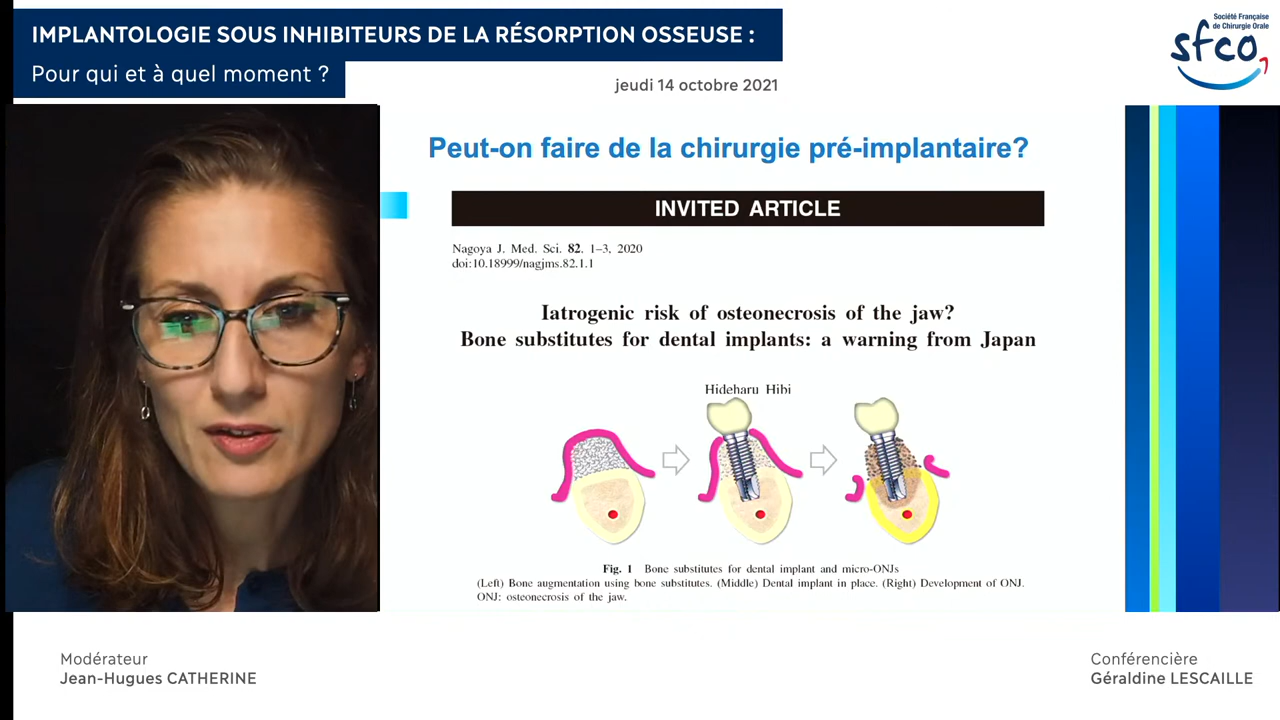 IMPLANTOLOGIE SOUS INHIBITEURS DE LA RÉSORPTION OSSEUSE :
Pour qui et à quel moment ?
jeudi 14 octobre 2021
Société Française
de Chirurgie Orale
sfco
Peut-on faire de la chirurgie pré-implantaire?
INVITED ARTICLE
Nagoya J. Med. Sci. 82. 1–3, 2020
doi:10.18999/nagjms.82.1.1
Iatrogenic risk of osteonecrosis of the jaw?
Bone substitutes for dental implants: a warning from Japan
Hideharu Hibi
Fig. 1 Bone substitutes for dental implant and micro-ONJs
(Left) Bone augmentation using bone substitutes. (Middle) Dental implant in place. (Right) Development of ONJ.
ONJ: osteonecrosis of the jaw.
Modérateur
Jean-Hugues CATHERINE
Conférencière
Géraldine LESCAILLE